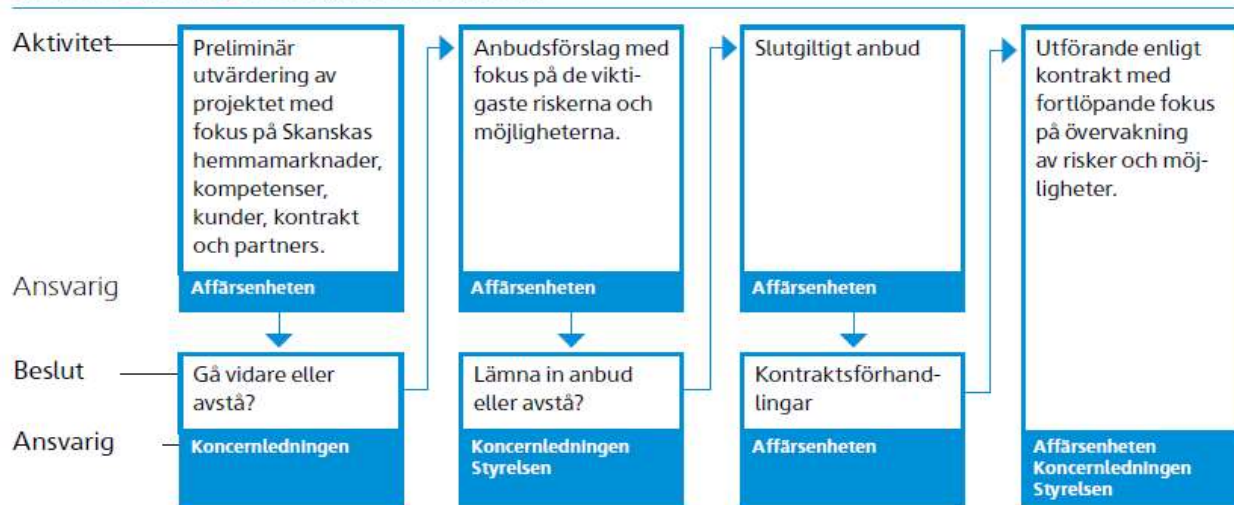 Aktivitet
Preliminär
utvärdering av
projektet med
fokus på Skanskas
hemmamarknader,
kompetenser,
kunder, kontrakt
och partners.
Anbudsförslag med
fokus på de vikti-
gaste riskerna och
möjligheterna.
Slutgiltigt anbud
Utförande enligt
kontrakt med
fortlöpande fokus
på övervakning
av risker och möj-
ligheter.
Ansvarig
Affärsenheten
Affärsenheten
Affärsenheten
Beslut
Gå vidare eller
avstå?
Lämna in anbud
eller avstå?
Kontraktsförhand-
lingar
Ansvarig
Koncernledningen
Koncernledningen
Styrelsen
Affärsenheten
Affärsenheten
Koncernledningen
Styrelsen